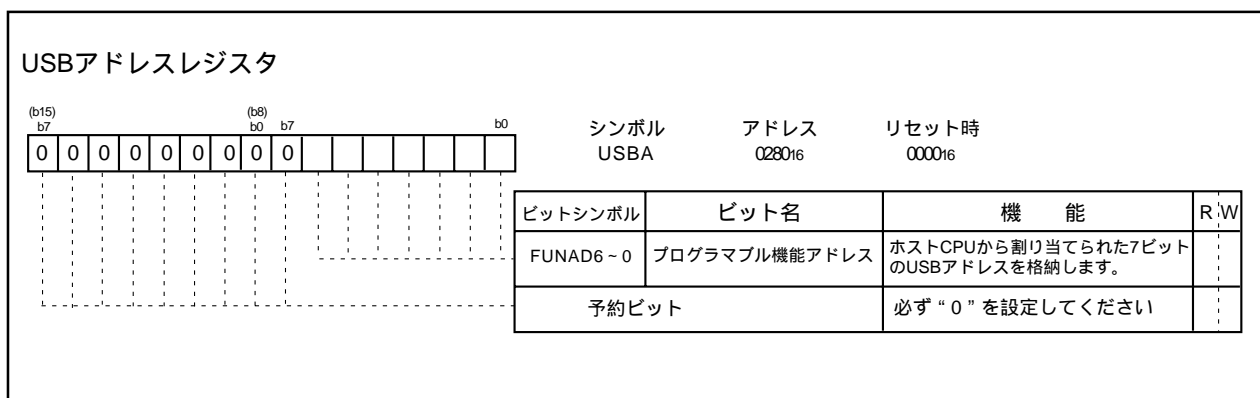 USBアドレスレジスタ
(b15) (b8)
b7 b0 b7 b0
シンボル アドレス リセット時
0 0 0 0 0 0 0 0 0
USBA 028016 000016
ビットシンボル ビット名 機 能 R W
FUNAD6~0 プログラマブル機能アドレス ホストCPUから割り当てられた7ビット
のUSBアドレスを格納します。
予約ビット 必ず“0”を設定してください